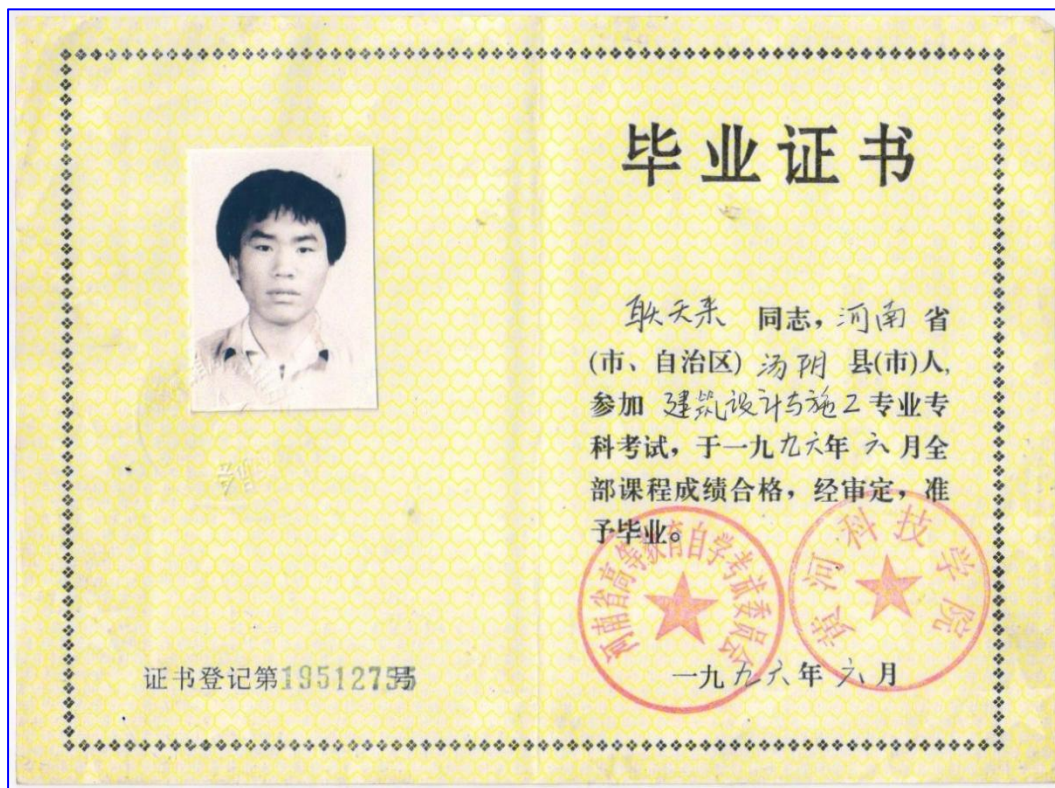 毕业证书
耿天来 同志，河南省
(市、自治区) 汤阴 县(市)人,
参加 建筑设计与施工 专业专
科考试，于一九九六年 六 月全
部课程成绩合格，经审定，准
予毕业。
河南省高等教育自学考试委员会
黄河科技学院
一九九六年六月
证书登记第19512735号